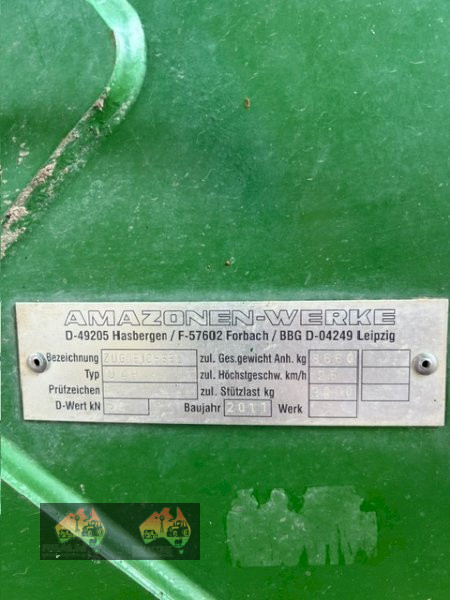 AMAZONEN-WERKE
D-49205 Hasbergen / F-57602 Forbach / BBG D-04249 Leipzig
Bezeichnung zul. Ges.gewicht Anh. kg
Typ zul. Höchstgeschw. km/h
Prüfzeichen zul. Stützlast kg
D-Wert kN Baujahr 2011 Werk